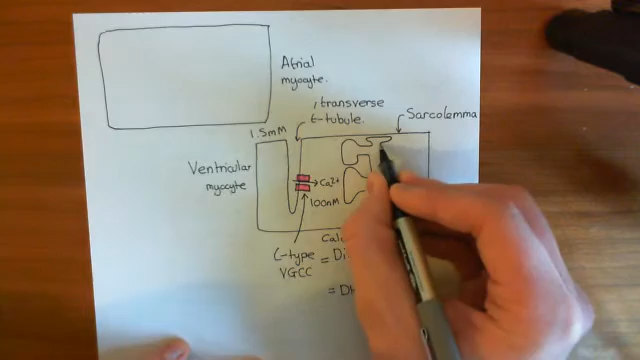 Atrial
myocyte.
, transverse
t-tubule.
Sarcolemma
1.5mM
Ventricular
myocyte
Ca²⁺
100nM
L-type
VGCC